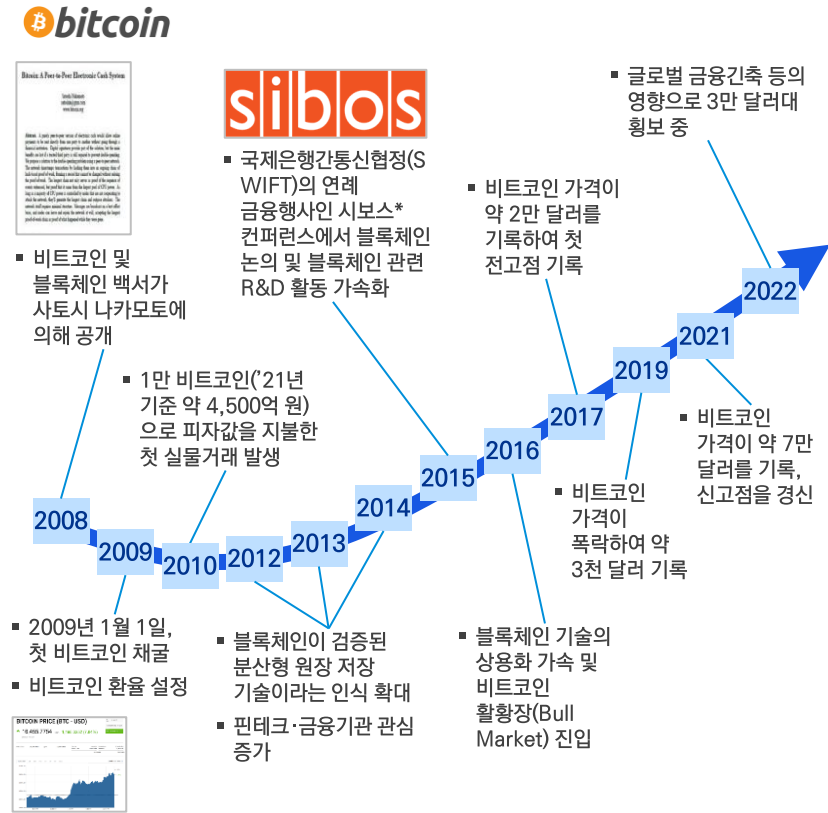 bitcoin
Bitcoin: A Peer-to-Peer Electronic Cash System
■ 비트코인 및
블록체인 백서가
사토시 나카모토에
의해 공개
sibos
■ 국제은행간통신협정(S
WIFT)의 연례
금융행사인 시보스*
컨퍼런스에서 블록체인
논의 및 블록체인 관련
R&D 활동 가속화
■ 1만 비트코인(’21년
기준 약 4,500억 원)
으로 피자값을 지불한
첫 실물거래 발생
■ 비트코인 가격이
약 2만 달러를
기록하여 첫
전고점 기록
■ 글로벌 금융긴축 등의
영향으로 3만 달러대
횡보 중
2008
2009
2010
2012
2013
2014
2015
2016
2017
2019
2021
2022
■ 2009년 1월 1일,
첫 비트코인 채굴
■ 비트코인 환율 설정
BITCOIN PRICE (BTC - USD)
■ 블록체인이 검증된
분산형 원장 저장
기술이라는 인식 확대
■ 핀테크·금융기관 관심
증가
■ 블록체인 기술의
상용화 가속 및
비트코인
활황장(Bull
Market) 진입
■ 비트코인
가격이
폭락하여 약
3천 달러 기록
■ 비트코인
가격이 약 7만
달러를 기록,
신고점을 경신